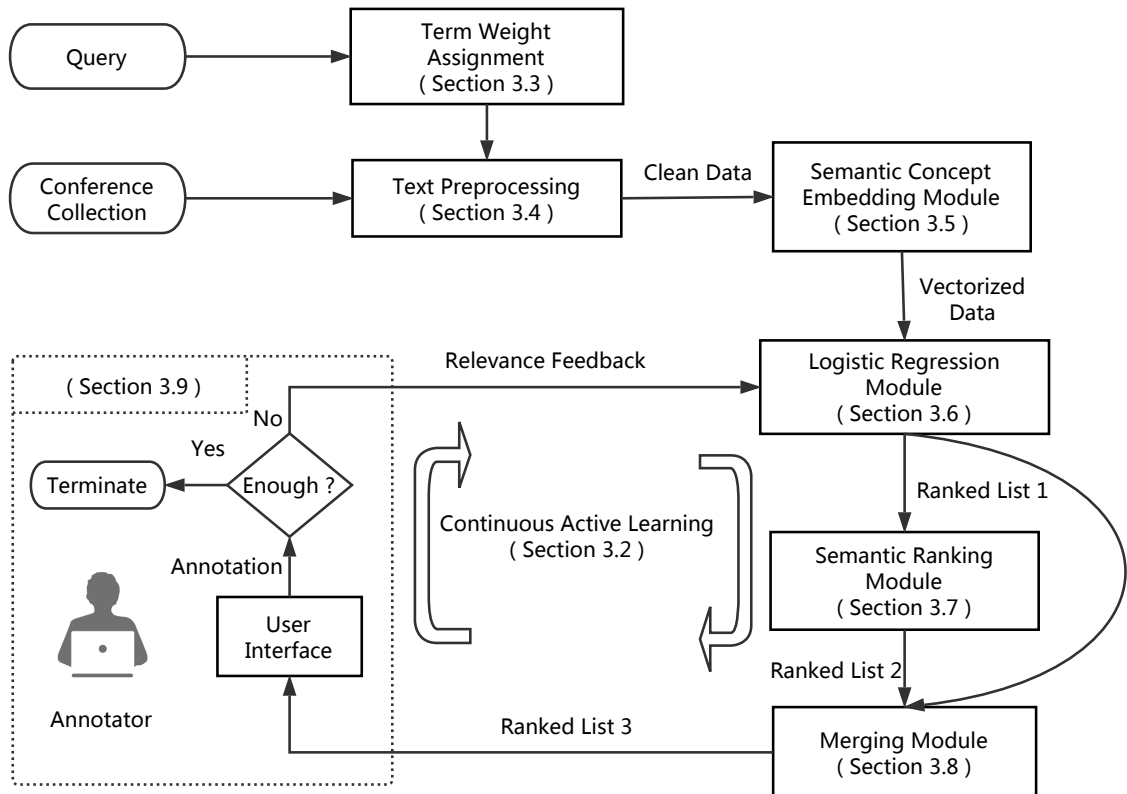 Query
Term Weight
Assignment
( Section 3.3 )
Conference
Collection
Text Preprocessing
( Section 3.4 )
Clean Data
Semantic Concept
Embedding Module
( Section 3.5 )
Vectorized
Data
( Section 3.9 )
Relevance Feedback
Logistic Regression
Module
( Section 3.6 )
No
Yes
Terminate
Enough ?
Continuous Active Learning
( Section 3.2 )
Ranked List 1
Annotation
Semantic Ranking
Module
( Section 3.7 )
User
Interface
Ranked List 2
Annotator
Ranked List 3
Merging Module
( Section 3.8 )